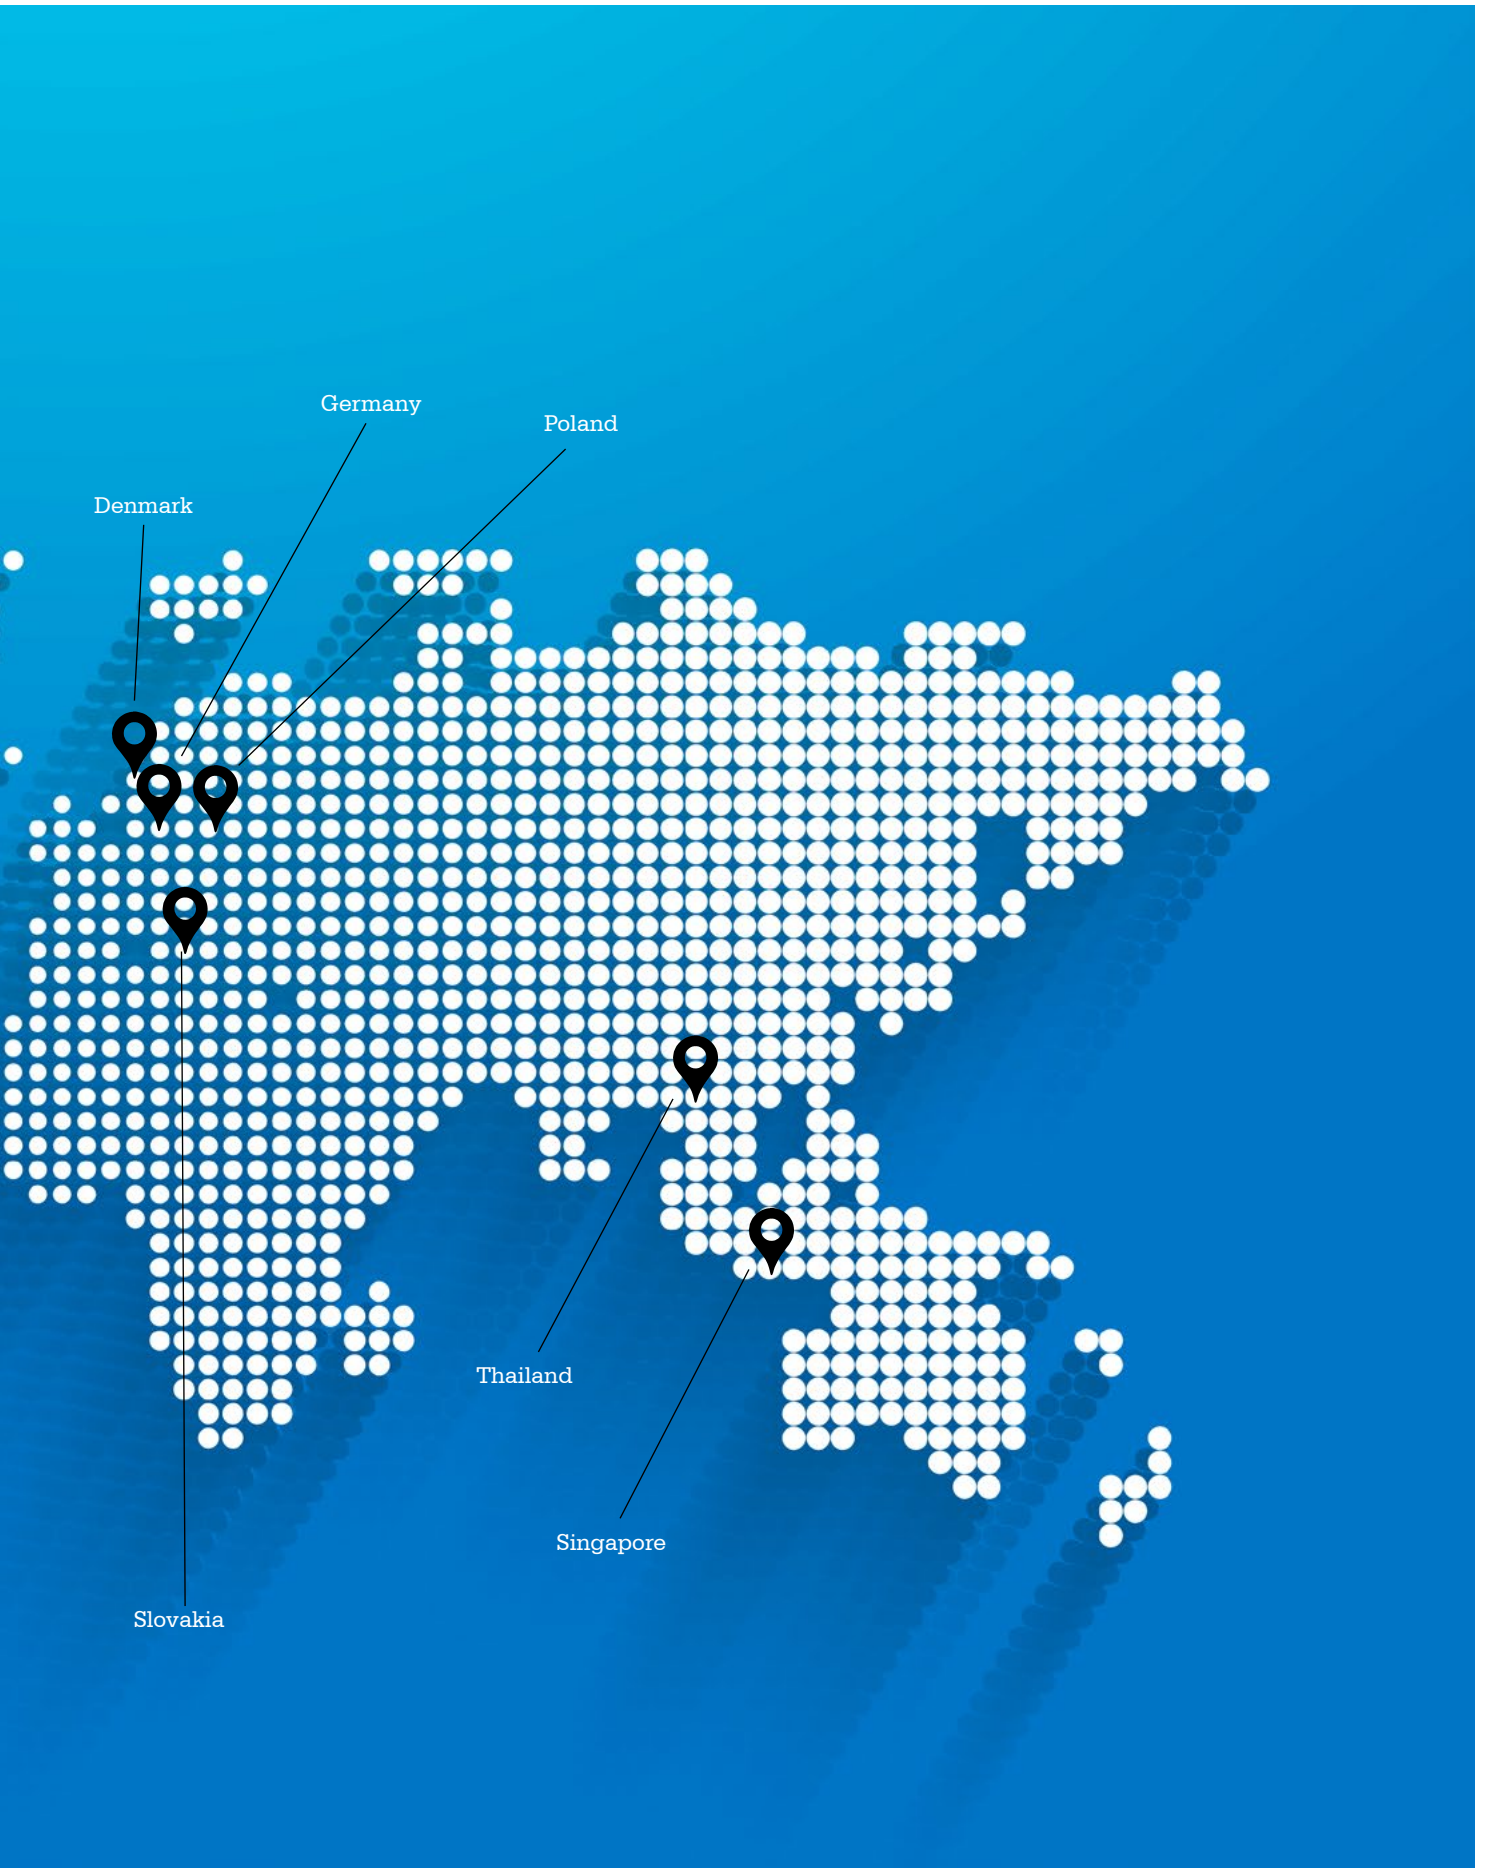 Germany
Poland
Denmark
Thailand
Singapore
Slovakia